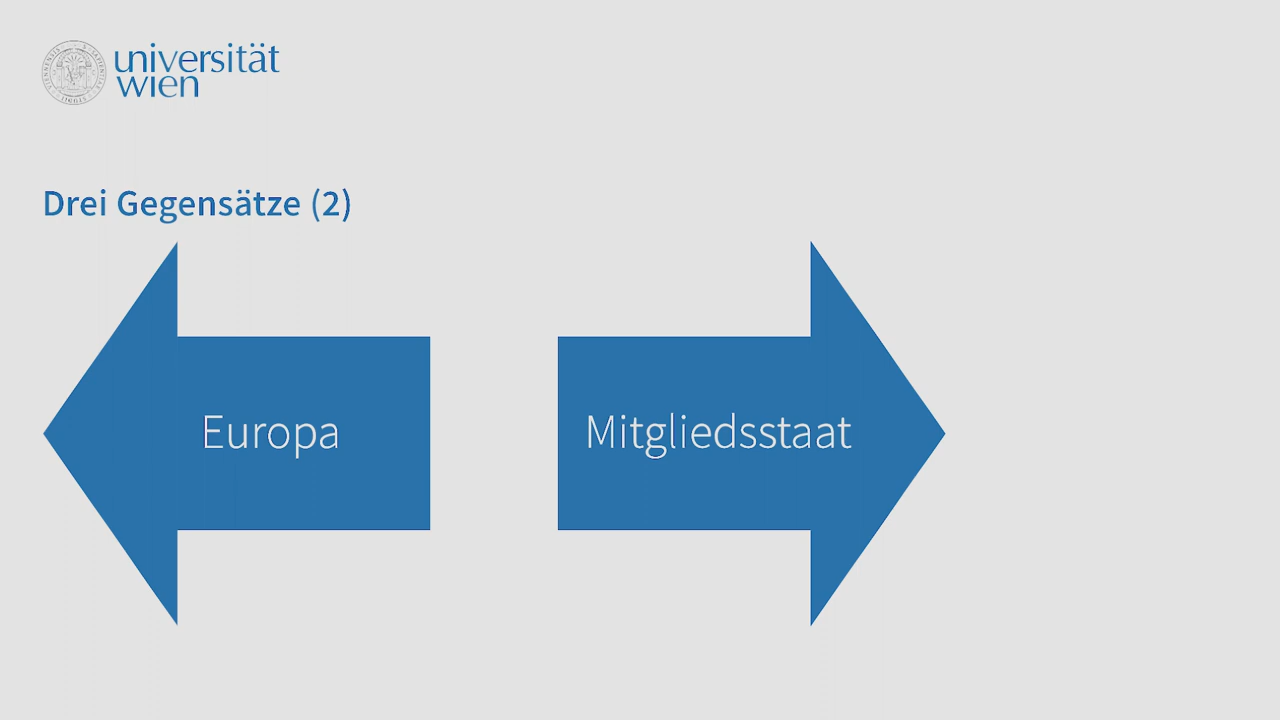 universität
wien
Drei Gegensätze (2)
Europa
Mitgliedsstaat